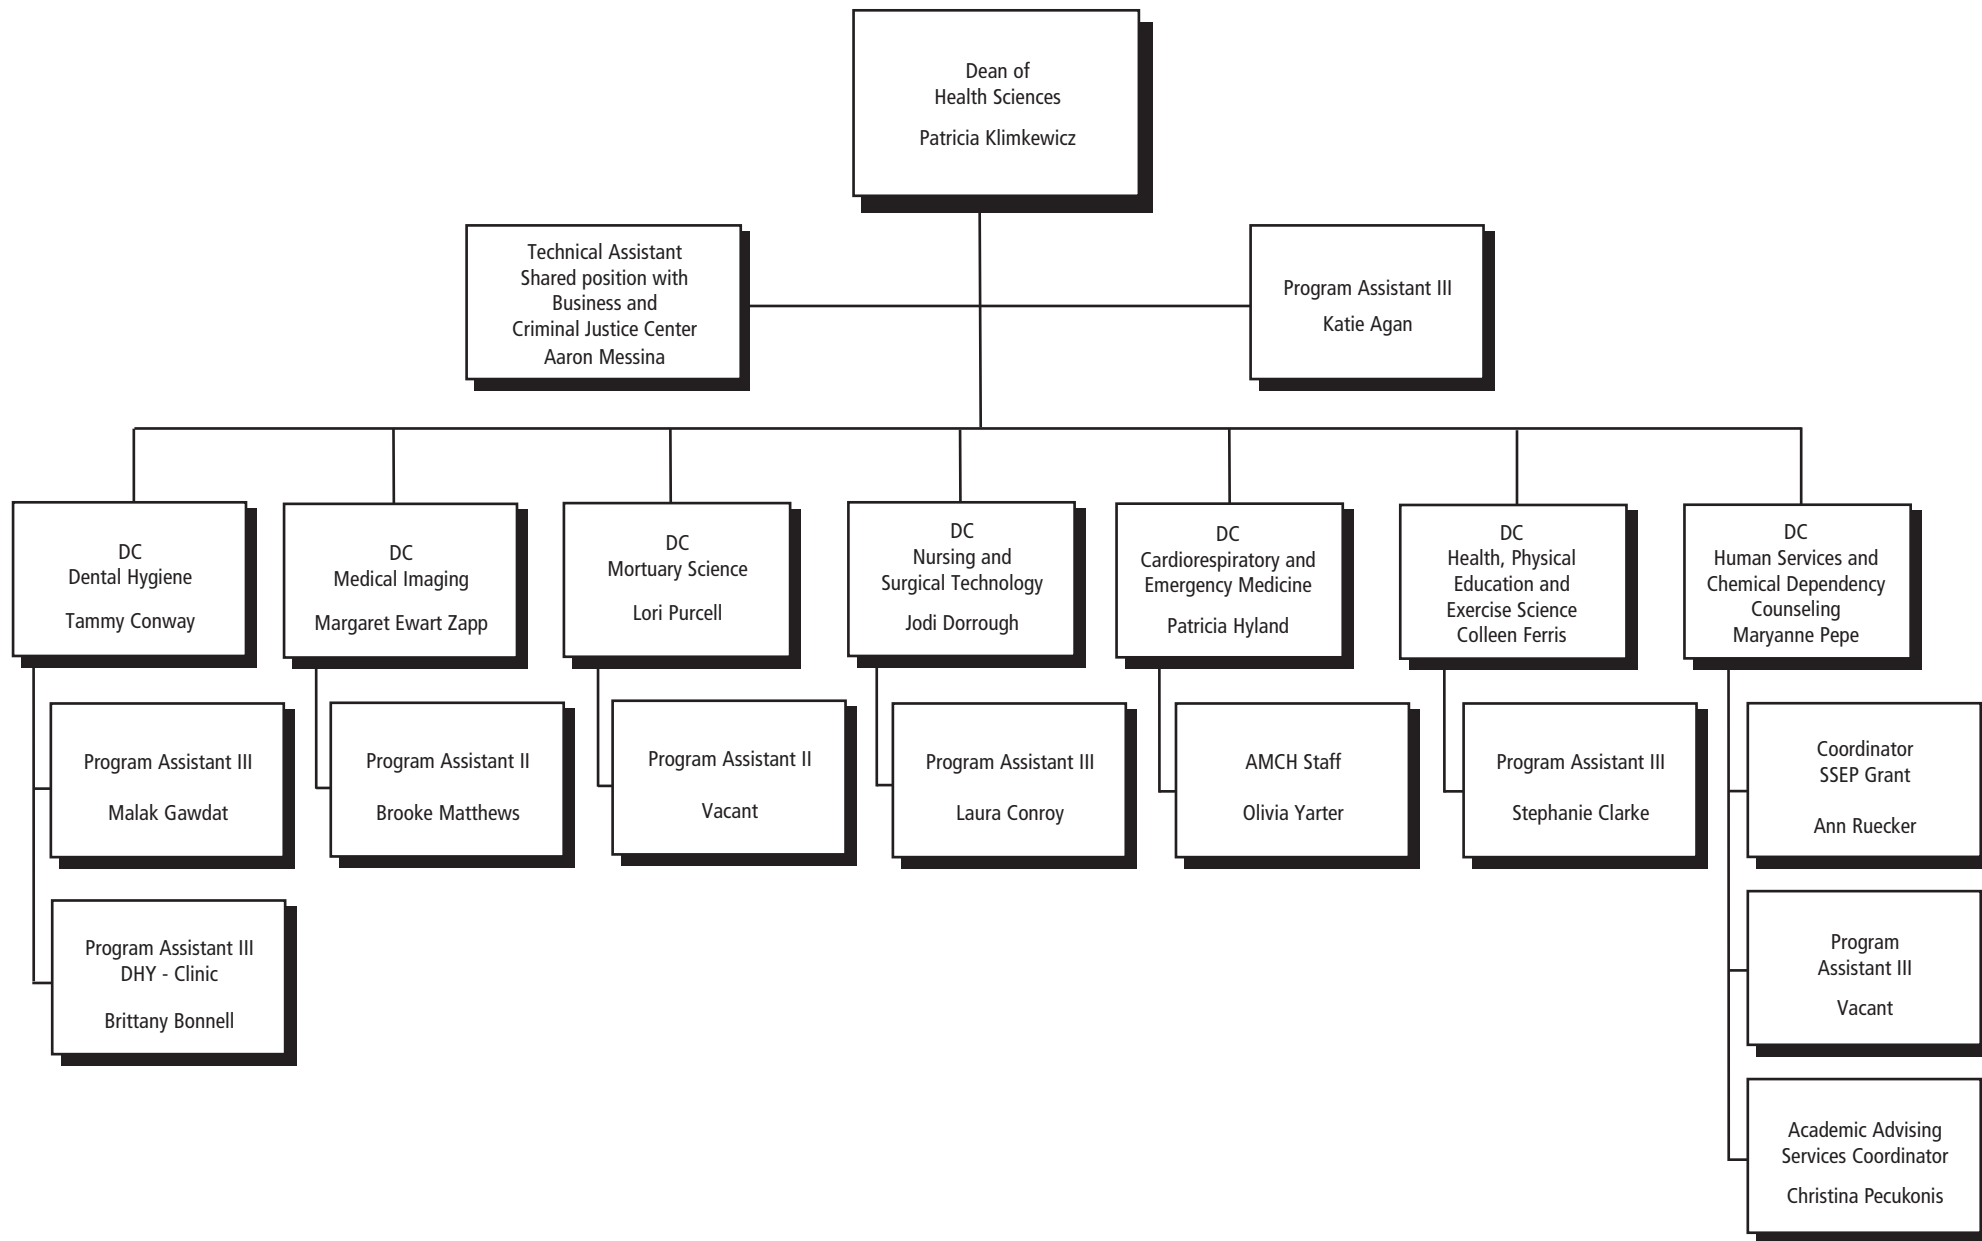 Dean of
Health Sciences
Patricia Klimkewicz
Technical Assistant
Shared position with
Business and
Criminal Justice Center
Aaron Messina
Program Assistant III
Katie Agan
DC
Dental Hygiene
Tammy Conway
DC
Medical Imaging
Margaret Ewart Zapp
DC
Mortuary Science
Lori Purcell
DC
Nursing and
Surgical Technology
Jodi Dorrough
DC
Cardiorespiratory and
Emergency Medicine
Patricia Hyland
DC
Health, Physical
Education and
Exercise Science
Colleen Ferris
DC
Human Services and
Chemical Dependency
Counseling
Maryanne Pepe
Program Assistant III
Malak Gawdat
Program Assistant II
Brooke Matthews
Program Assistant II
Vacant
Program Assistant III
Laura Conroy
AMCH Staff
Olivia Yarter
Program Assistant III
Stephanie Clarke
Coordinator
SSEP Grant
Ann Ruecker
Program Assistant III
DHY - Clinic
Brittany Bonnell
Program
Assistant III
Vacant
Academic Advising
Services Coordinator
Christina Pecukonis